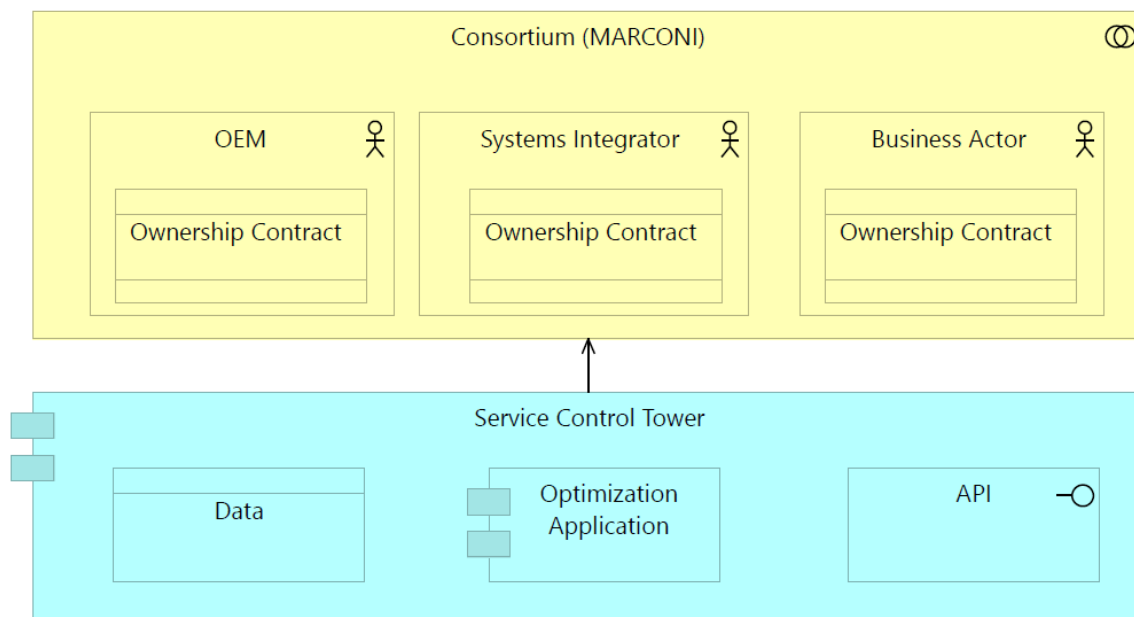 Consortium (MARCONI)
OEM
Systems Integrator
Business Actor
Ownership Contract
Ownership Contract
Ownership Contract
Service Control Tower
Data
Optimization
Application
API